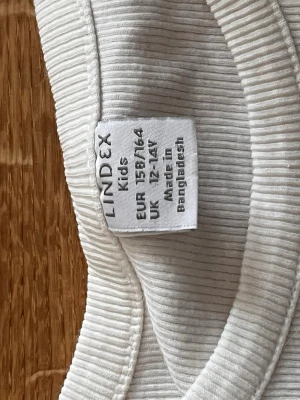 LINDEX
Kids
EUR 158/164
UK 12-14Y
Made in
Bangladesh